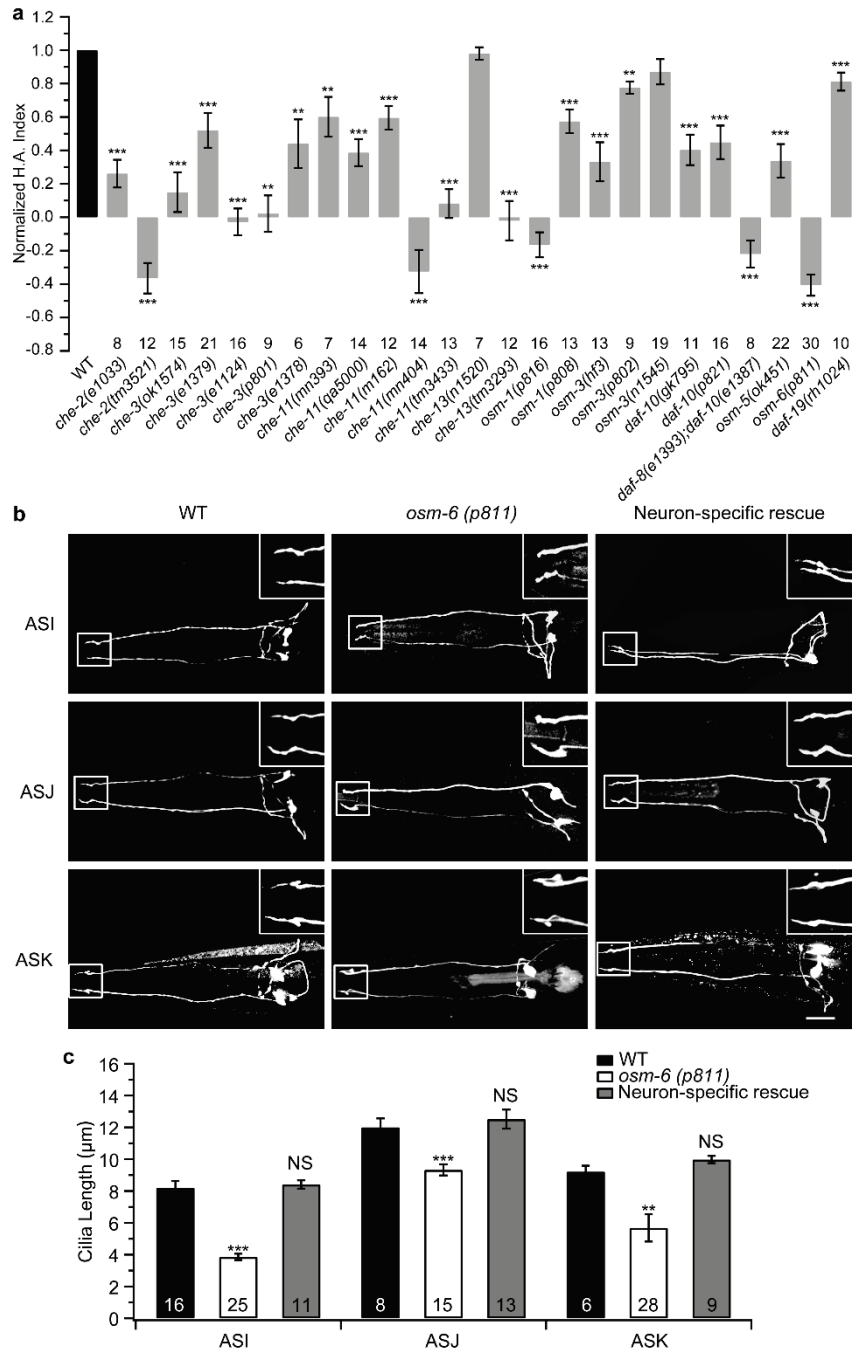 a
Normalized H.A. Index
1.2
1.0
0.8
0.6
0.4
0.2
0.0
-0.2
-0.4
-0.6
-0.8
*** *** *** *** *** ** ** ** *** *** *** *** *** *** *** *** ** *** *** *** *** *** ***
8 12 15 21 16 9 6 7 14 12 14 13 7 12 16 13 13 9 19 11 16 8 22 30 10
WT
che-2(e1033)
che-2(tm3521)
che-3(ok1574)
che-3(e1379)
che-3(e1124)
che-3(p801)
che-3(e1378)
che-11(mn393)
che-11(qa5000)
che-11(m162)
che-11(mn404)
che-11(tm3433)
che-13(n1520)
che-13(tm3293)
osm-1(p816)
osm-1(p808)
osm-3(hf3)
osm-3(p802)
osm-3(n1545)
daf-10(gk795)
daf-10(p821)
daf-8(e1393);daf-10(e1387)
osm-5(ok451)
osm-6(p811)
daf-19(rh1024)
b
WT osm-6 (p811) Neuron-specific rescue
ASI
ASJ
ASK
c
WT
osm-6 (p811)
Neuron-specific rescue
Cilia Length (µm)
16
14
12
10
8
6
4
2
0
*** NS *** NS ** NS
16 25 11 8 15 13 6 28 9
ASI ASJ ASK